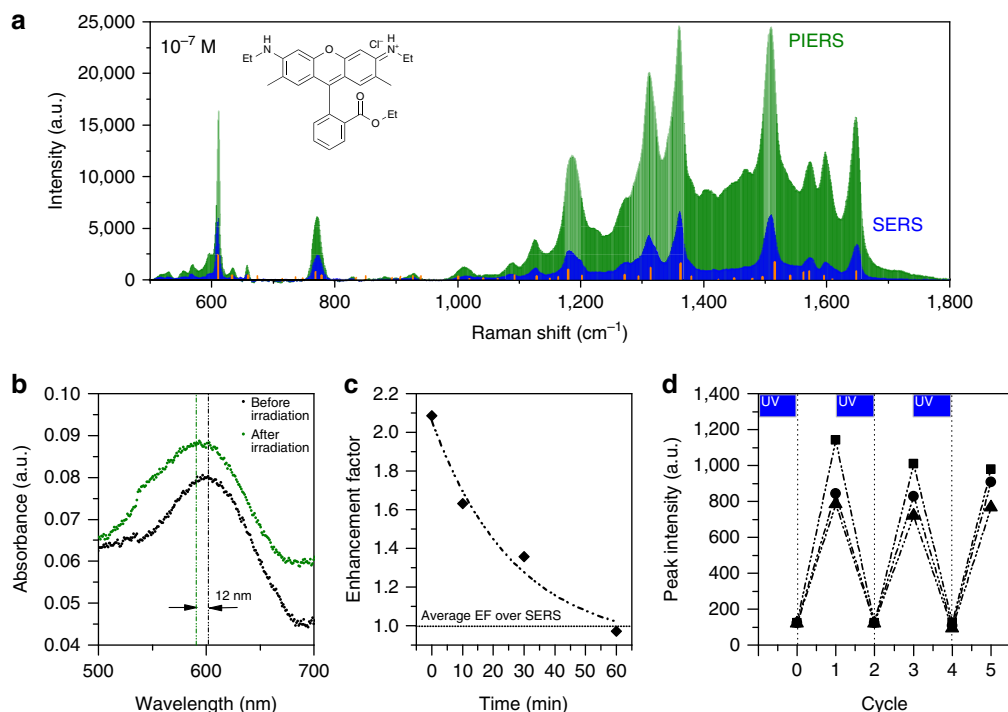 a
10⁻⁷ M
Cl⁻
H
N
Et
O
H
N⁺
Et
O
O
PIERS
SERS
Intensity (a.u.)
25,000
20,000
15,000
10,000
5,000
0
600 800 1,000 1,200 1,400 1,600 1,800
Raman shift (cm⁻¹)
b
Before
irradiation
After
irradiation
12 nm
Absorbance (a.u.)
0.10
0.09
0.08
0.07
0.06
0.05
0.04
500 600 700
Wavelength (nm)
c
Enhancement factor
2.2
2.0
1.8
1.6
1.4
1.2
1.0
Average EF over SERS
0 10 20 30 40 50 60
Time (min)
d
UV UV UV
Peak intensity (a.u.)
1,400
1,200
1,000
800
600
400
200
0
0 1 2 3 4 5
Cycle